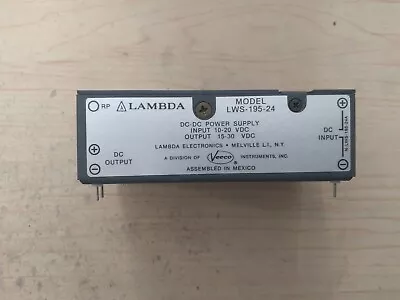 RP LAMBDA
MODEL
LWS-195-24
DC-DC POWER SUPPLY
INPUT 10-20 VDC
OUTPUT 15-30 VDC
LAMBDA ELECTRONICS • MELVILLE L.I., N.Y.
A DIVISION OF Veeco ® INSTRUMENTS, INC.
ASSEMBLED IN MEXICO
+
DC
OUTPUT
-
+
DC
INPUT
-